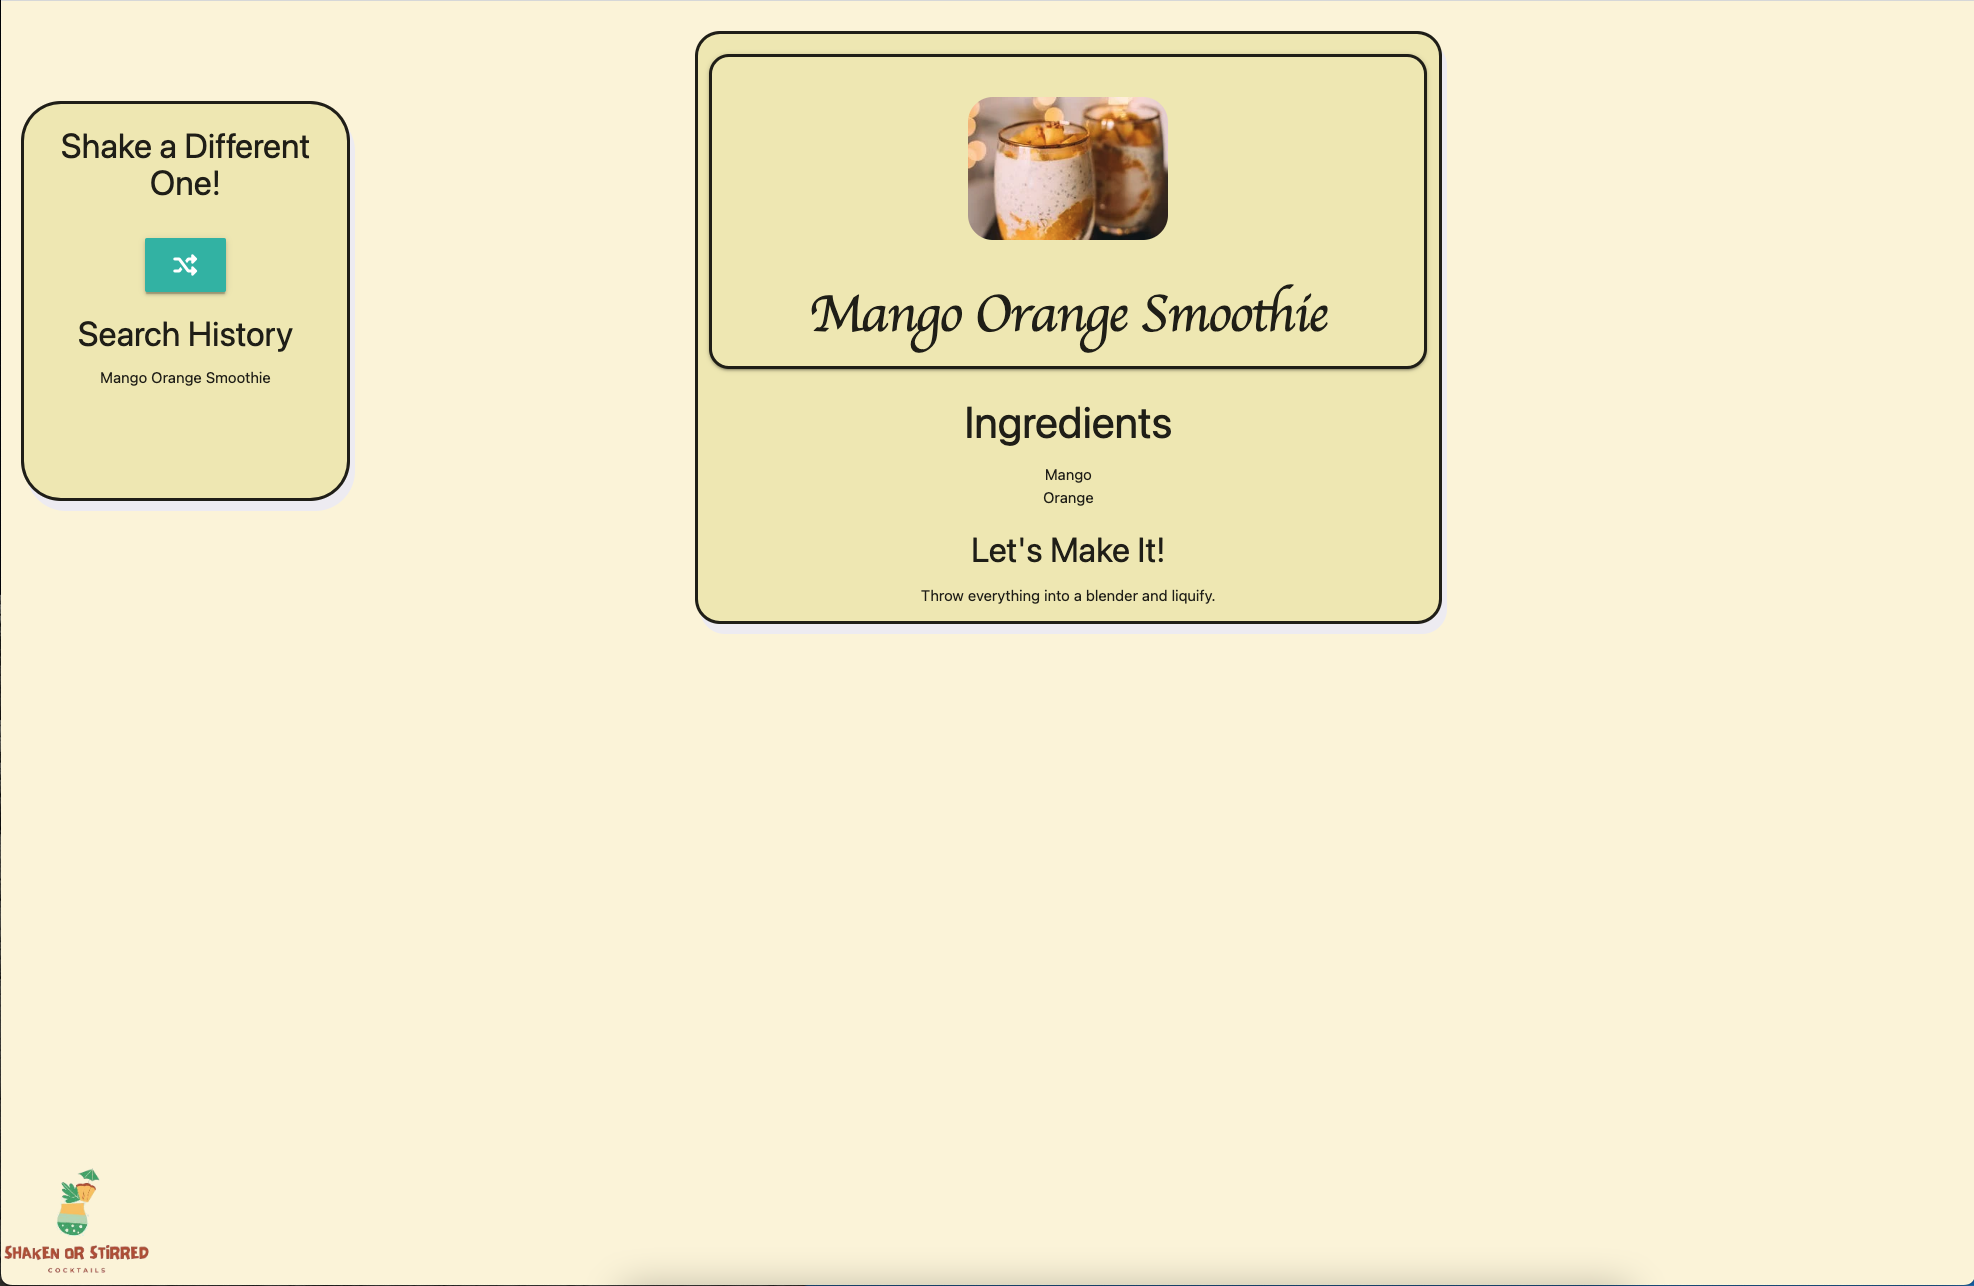 Shake a Different
One!
Search History
Mango Orange Smoothie
Mango Orange Smoothie
Ingredients
Mango
Orange
Let's Make It!
Throw everything into a blender and liquify.
SHAKEN OR STiRRED
COCKTAILS